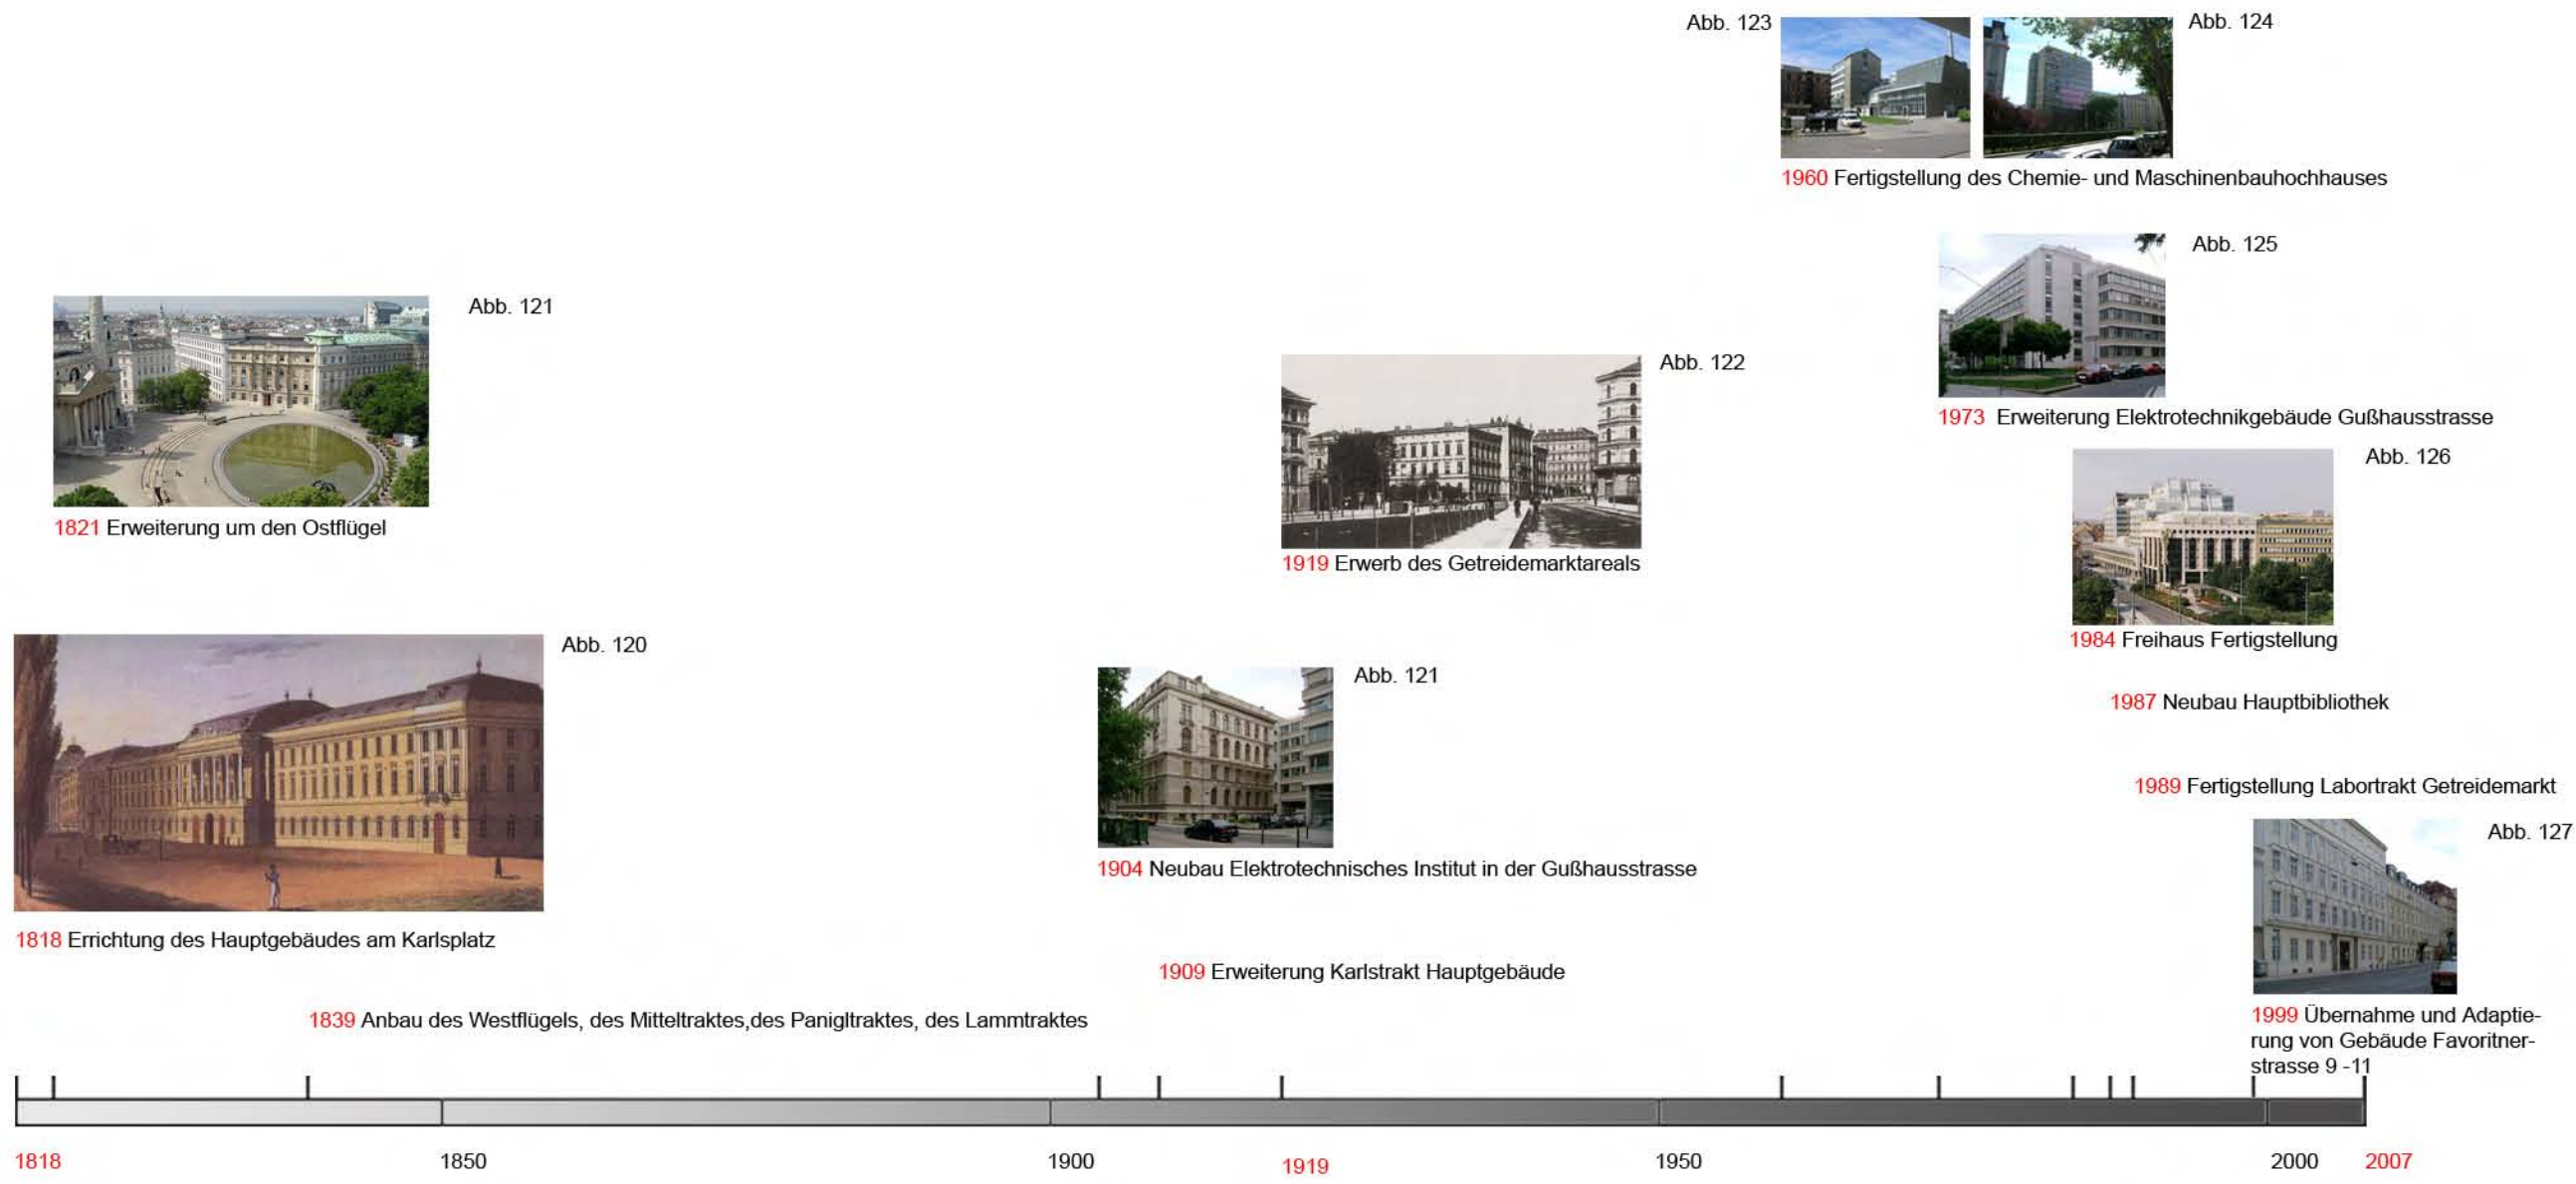 Abb. 123
Abb. 124
1960 Fertigstellung des Chemie- und Maschinenbauhochhauses
Abb. 125
1973 Erweiterung Elektrotechnikgebäude Gußhausstrasse
Abb. 121
1821 Erweiterung um den Ostflügel
Abb. 122
1919 Erwerb des Getreidemarktareals
Abb. 126
1984 Freihaus Fertigstellung
Abb. 120
1818 Errichtung des Hauptgebäudes am Karlsplatz
Abb. 121
1904 Neubau Elektrotechnisches Institut in der Gußhausstrasse
1987 Neubau Hauptbibliothek
1989 Fertigstellung Labortrakt Getreidemarkt
Abb. 127
1909 Erweiterung Karlstrakt Hauptgebäude
1839 Anbau des Westflügels, des Mitteltraktes,des Panigltraktes, des Lammtraktes
1999 Übernahme und Adaptie-
rung von Gebäude Favoritner-
strasse 9 -11
1818
1850
1900
1919
1950
2000
2007